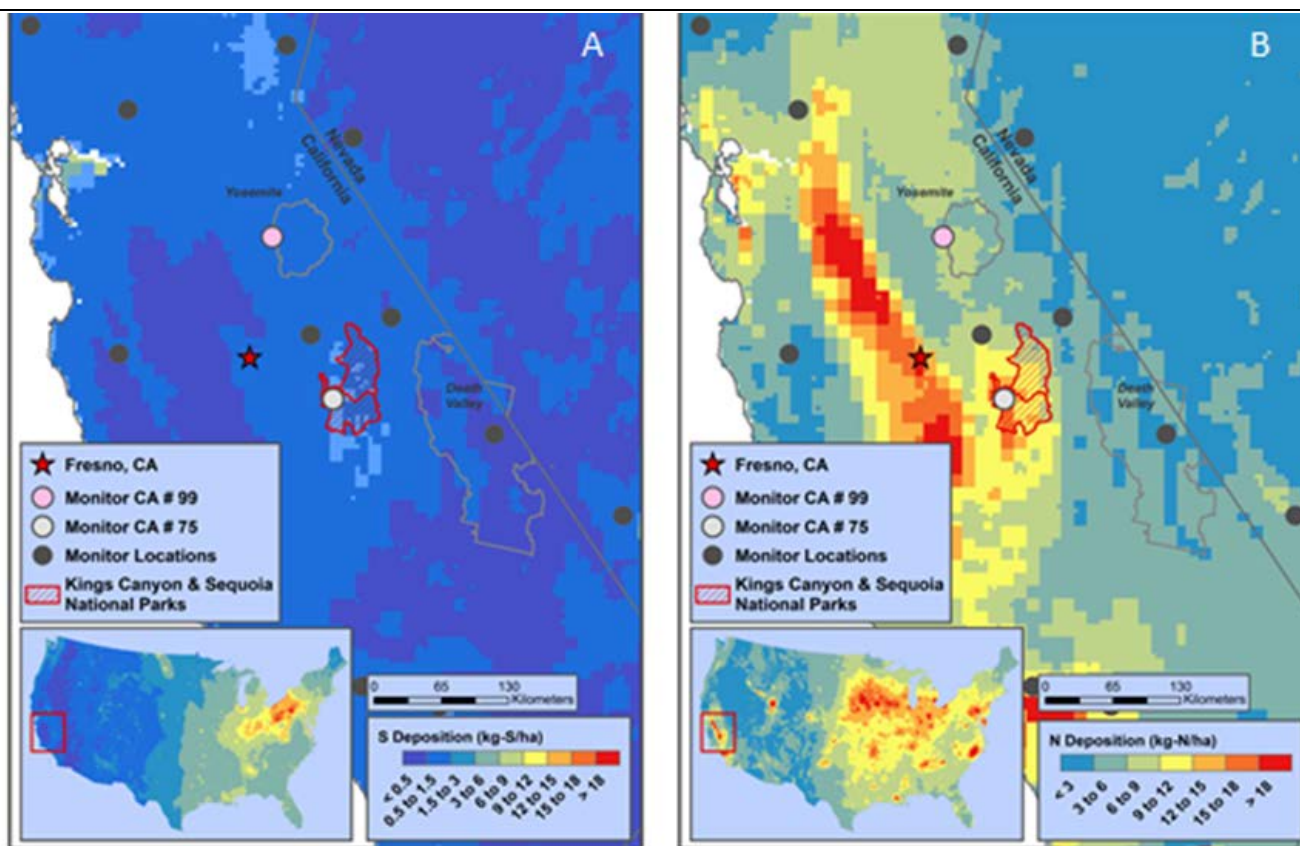 A
Nevada
California
Yosemite
Death
Valley
Fresno, CA
Monitor CA # 99
Monitor CA # 75
Monitor Locations
Kings Canyon & Sequoia
National Parks
0 65 130
Kilometers
S Deposition (kg-S/ha)
< 0.5
0.5 to 1.5
1.5 to 3
3 to 6
6 to 9
9 to 12
12 to 15
15 to 18
> 18
B
Nevada
California
Yosemite
Death
Valley
Fresno, CA
Monitor CA # 99
Monitor CA # 75
Monitor Locations
Kings Canyon & Sequoia
National Parks
0 65 130
Kilometers
N Deposition (kg-N/ha)
< 3
3 to 6
6 to 9
9 to 12
12 to 15
15 to 18
> 18